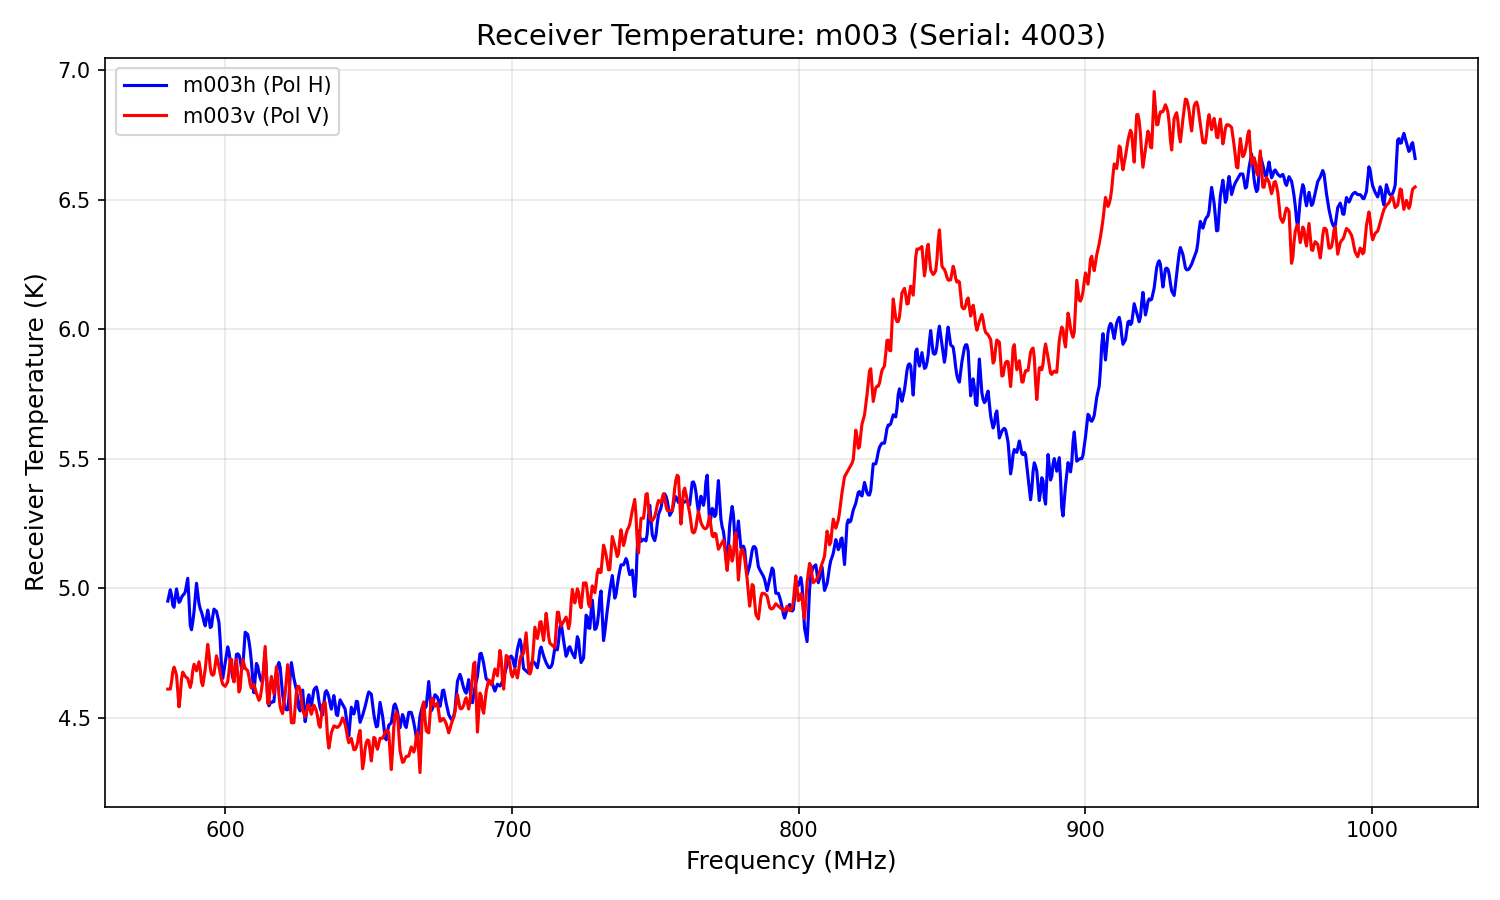 Receiver Temperature: m003 (Serial: 4003)
m003h (Pol H)
m003v (Pol V)
Receiver Temperature (K)
7.0
6.5
6.0
5.5
5.0
4.5
600 700 800 900 1000
Frequency (MHz)